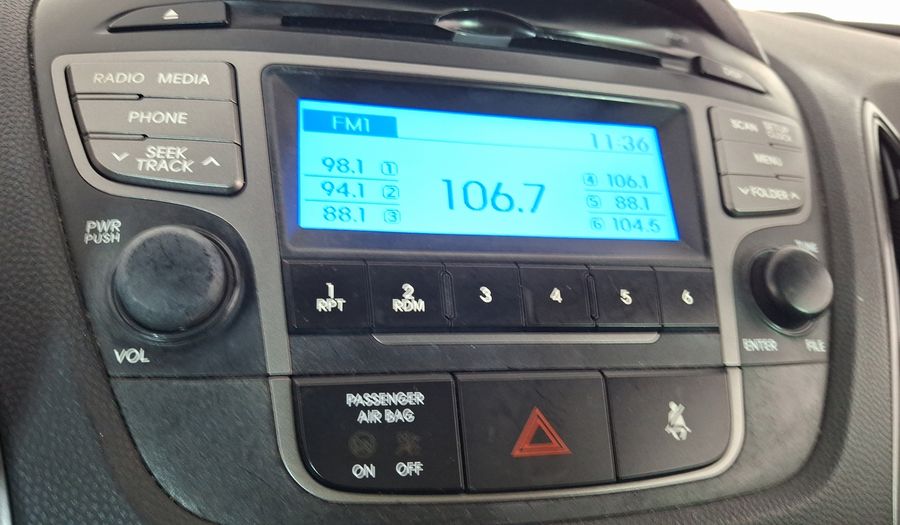 RADIO MEDIA
PHONE
SEEK
TRACK
PWR
PUSH
VOL
FM1
11:36
98.1 1
94.1 2
88.1 3
106.7
4 106.1
5 88.1
6 104.5
SCAN
SETUP
CLOCK
MENU
FOLDER
TUNE
ENTER
FILE
1
RPT
2
RDM
3
4
5
6
PASSENGER
AIR BAG
ON OFF